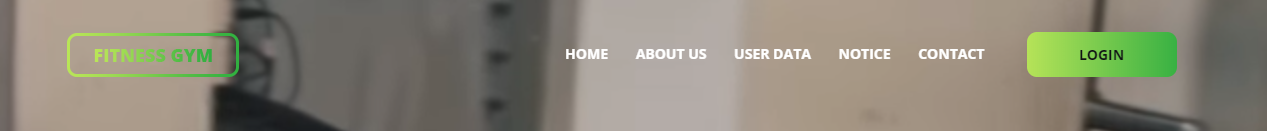 FITNESS GYM HOME ABOUT US USER DATA NOTICE CONTACT LOGIN